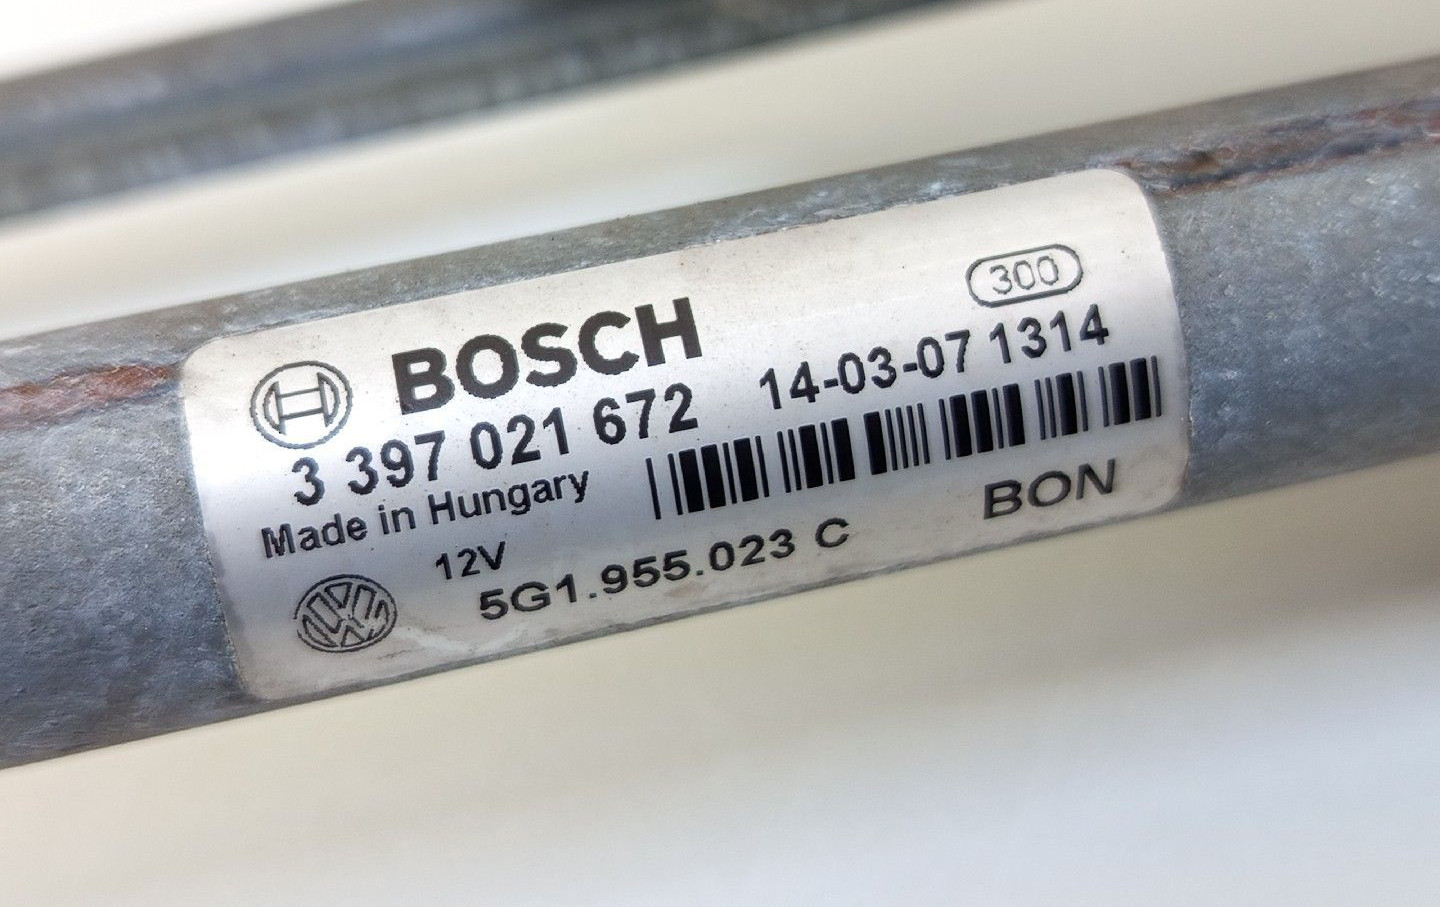 300
BOSCH
3 397 021 672 14-03-07 1314
Made in Hungary
12V
5G1.955.023 C BON